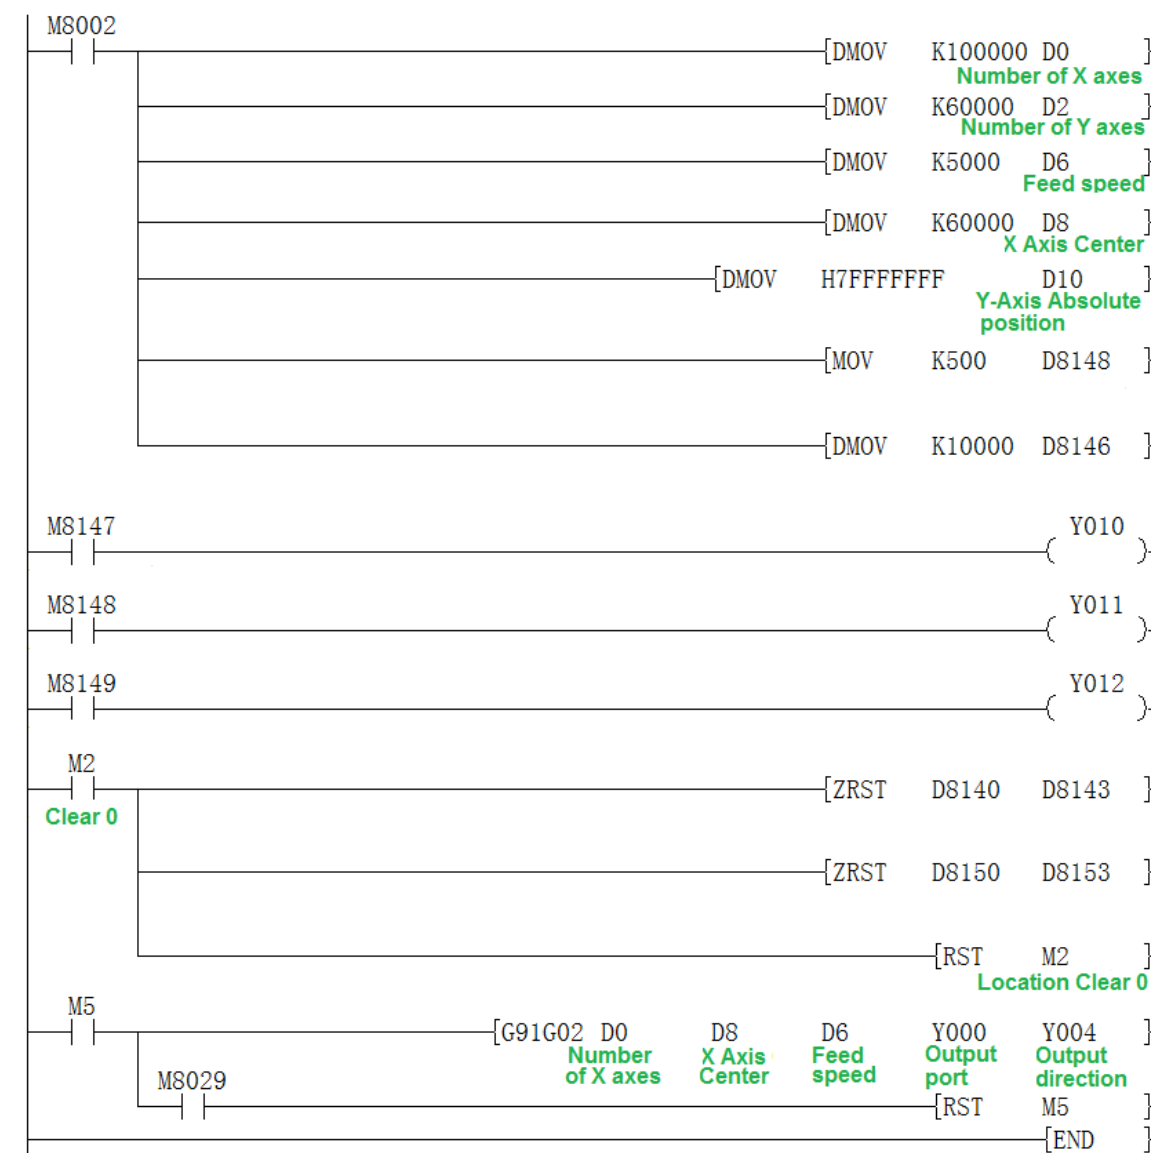 M8002
[DMOV K100000 D0 ]
Number of X axes
[DMOV K60000 D2 ]
Number of Y axes
[DMOV K5000 D6 ]
Feed speed
[DMOV K60000 D8 ]
X Axis Center
[DMOV H7FFFFFFF D10 ]
Y-Axis Absolute
position
[MOV K500 D8148 ]
[DMOV K10000 D8146 ]
M8147
Y010
M8148
Y011
M8149
Y012
M2
[ZRST D8140 D8143 ]
Clear 0
[ZRST D8150 D8153 ]
[RST M2 ]
Location Clear 0
M5
[G91G02 D0 D8 D6 Y000 Y004 ]
Number X Axis Feed Output Output
of X axes Center speed port direction
M8029
[RST M5 ]
[END ]